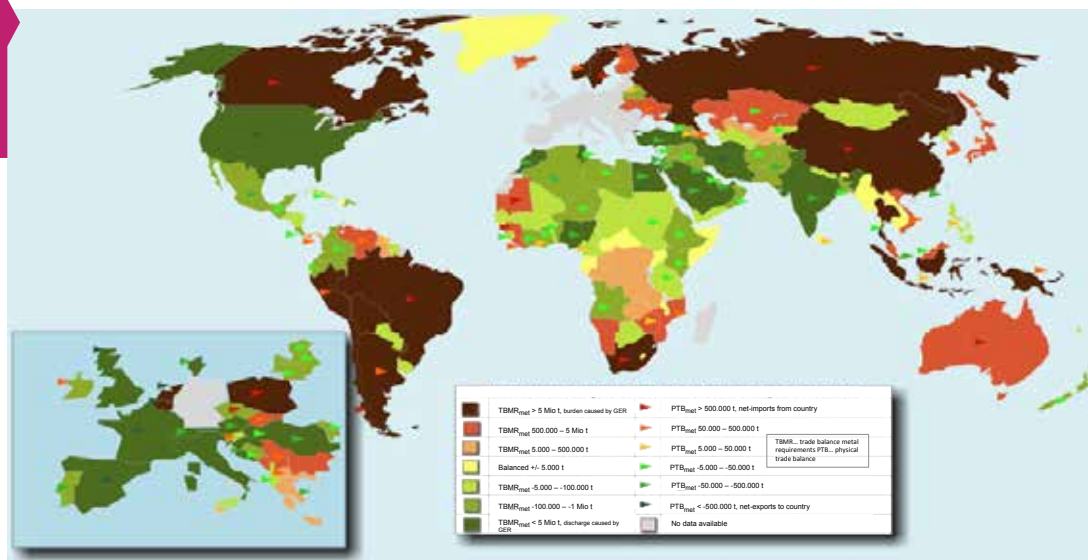 TBMRmet > 5 Mio t, burden caused by GER
TBMRmet 500.000 – 5 Mio t
TBMRmet 5.000 – 500.000 t
Balanced +/- 5.000 t
TBMRmet -5.000 – -100.000 t
TBMRmet -100.000 – -1 Mio t
TBMRmet < 5 Mio t, discharge caused by
GER
PTBmet > 500.000 t, net-imports from country
PTBmet 50.000 – 500.000 t
PTBmet 5.000 – 50.000 t
PTBmet -5.000 – -50.000 t
PTBmet -50.000 – -500.000 t
PTBmet < -500.000 t, net-exports to country
No data available
TBMR... trade balance metal
requirements PTB... physical
trade balance